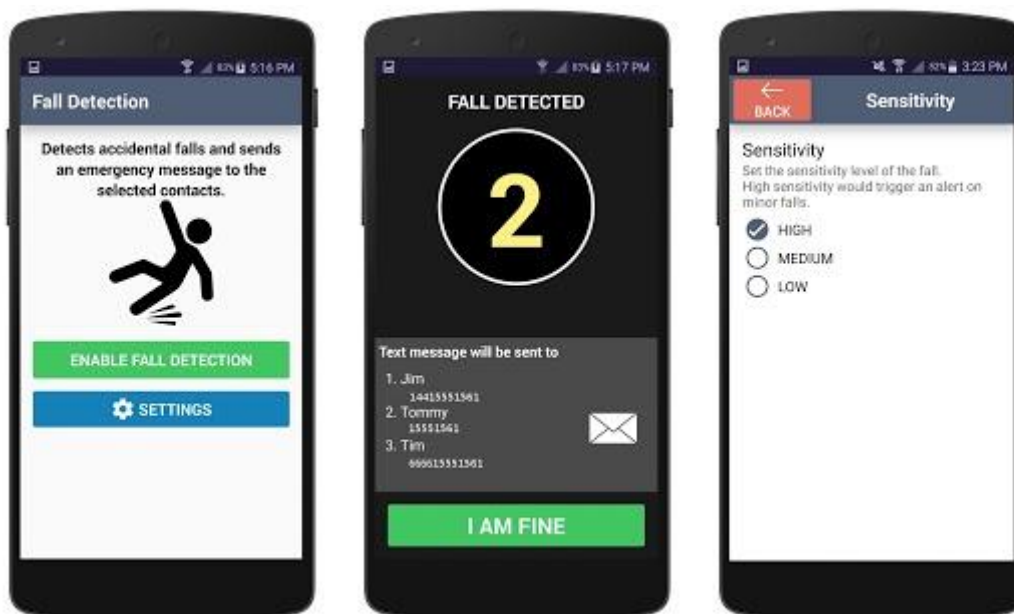 5:16 PM
Fall Detection
Detects accidental falls and sends
an emergency message to the
selected contacts.
ENABLE FALL DETECTION
SETTINGS
5:17 PM
FALL DETECTED
2
Text message will be sent to
1. Jim
14415551561
2. Tommy
15551561
3. Tim
666615551561
I AM FINE
3:23 PM
BACK
Sensitivity
Sensitivity
Set the sensitivity level of the fall.
High sensitivity would trigger an alert on
minor falls.
HIGH
MEDIUM
LOW